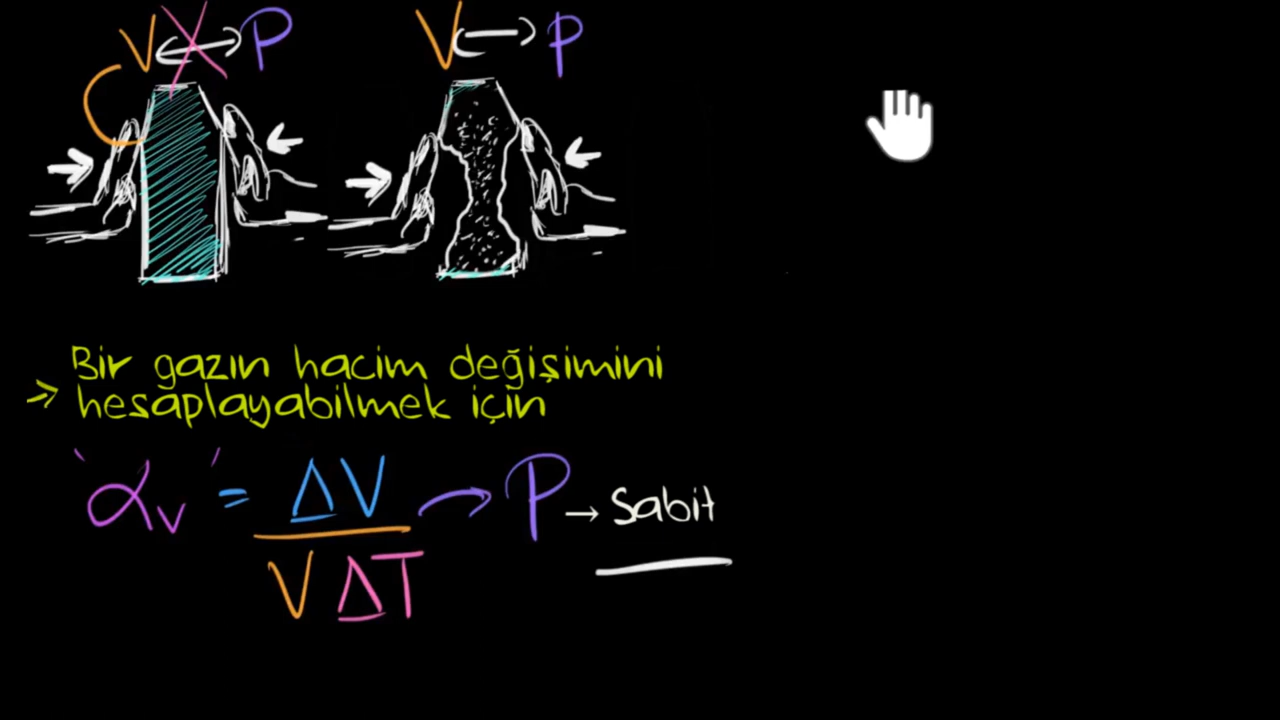 V ↔ P
V ↔ P
Bir gazın hacim değişimini
⇒ hesaplayabilmek için
'αv' = ΔV / VΔT → P → Sabit